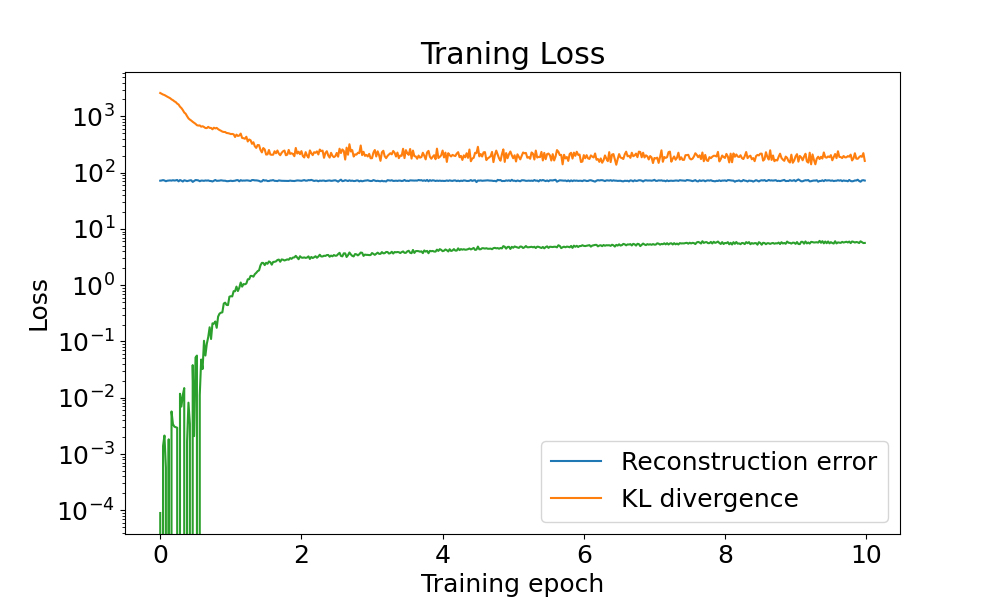 Traning Loss
10³
10²
10¹
10⁰
10⁻¹
10⁻²
10⁻³
10⁻⁴
Loss
Reconstruction error
KL divergence
0 2 4 6 8 10
Training epoch